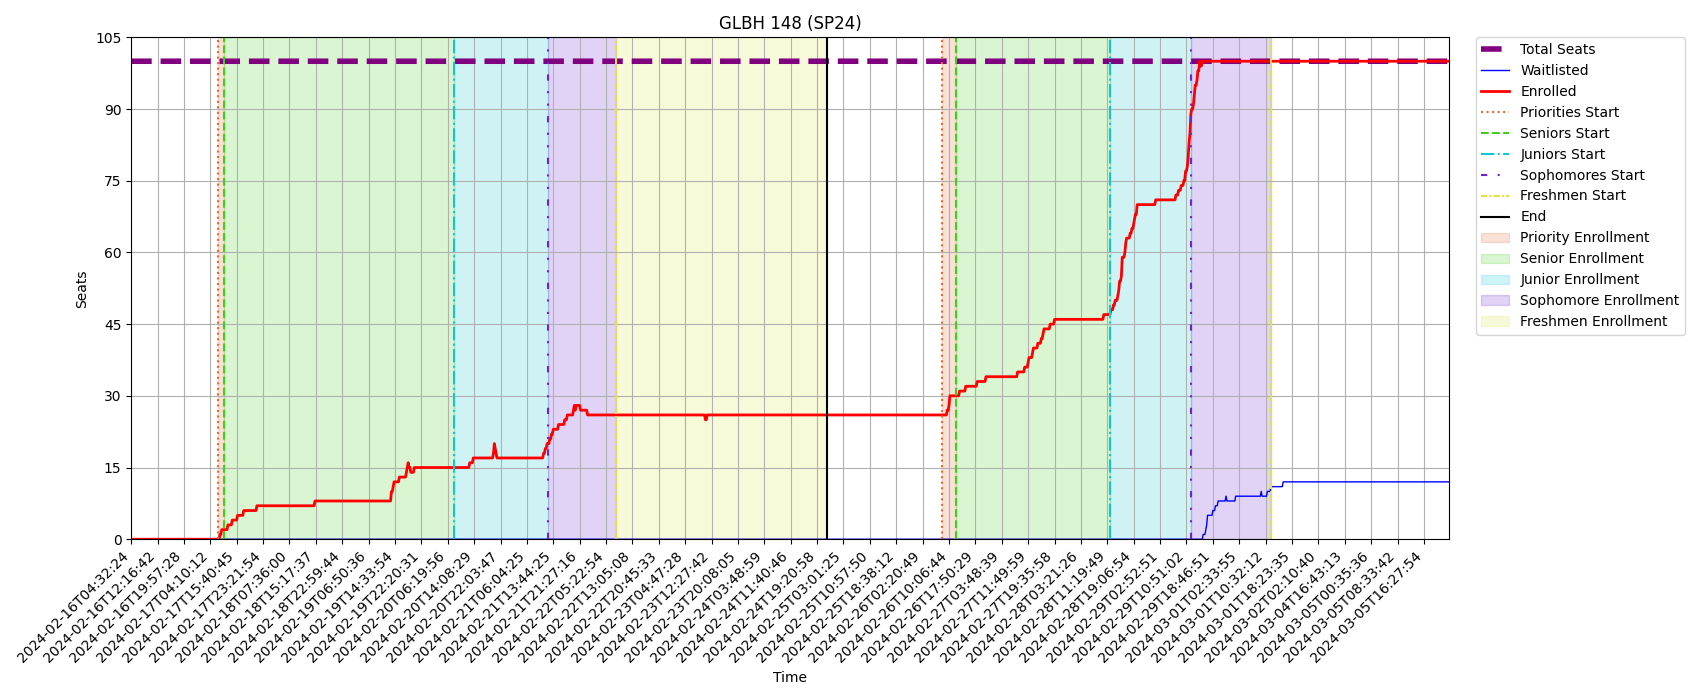 GLBH 148 (SP24)
105
90
75
60
45
30
15
0
Seats
2024-02-16T04:32:24
2024-02-16T12:16:42
2024-02-16T19:57:28
2024-02-17T04:10:12
2024-02-17T15:40:45
2024-02-17T23:21:54
2024-02-18T07:36:00
2024-02-18T15:17:37
2024-02-18T22:59:44
2024-02-19T06:50:36
2024-02-19T14:33:54
2024-02-19T22:20:31
2024-02-20T06:19:56
2024-02-20T14:08:29
2024-02-20T22:03:47
2024-02-21T06:04:25
2024-02-21T13:44:25
2024-02-21T21:27:16
2024-02-22T05:22:54
2024-02-22T13:05:08
2024-02-22T20:45:33
2024-02-23T04:47:28
2024-02-23T12:27:42
2024-02-23T20:08:05
2024-02-24T03:48:59
2024-02-24T11:40:46
2024-02-24T19:20:58
2024-02-25T03:01:25
2024-02-25T10:57:50
2024-02-25T18:38:12
2024-02-26T02:20:49
2024-02-26T10:06:44
2024-02-26T17:50:29
2024-02-27T03:48:39
2024-02-27T11:49:59
2024-02-27T19:35:58
2024-02-28T03:21:26
2024-02-28T11:19:49
2024-02-28T19:06:54
2024-02-29T02:52:51
2024-02-29T10:51:02
2024-02-29T18:46:51
2024-03-01T02:33:55
2024-03-01T10:32:12
2024-03-01T18:23:35
2024-03-02T02:10:40
2024-03-04T16:43:13
2024-03-05T00:35:36
2024-03-05T08:33:42
2024-03-05T16:27:54
Time
Total Seats
Waitlisted
Enrolled
Priorities Start
Seniors Start
Juniors Start
Sophomores Start
Freshmen Start
End
Priority Enrollment
Senior Enrollment
Junior Enrollment
Sophomore Enrollment
Freshmen Enrollment